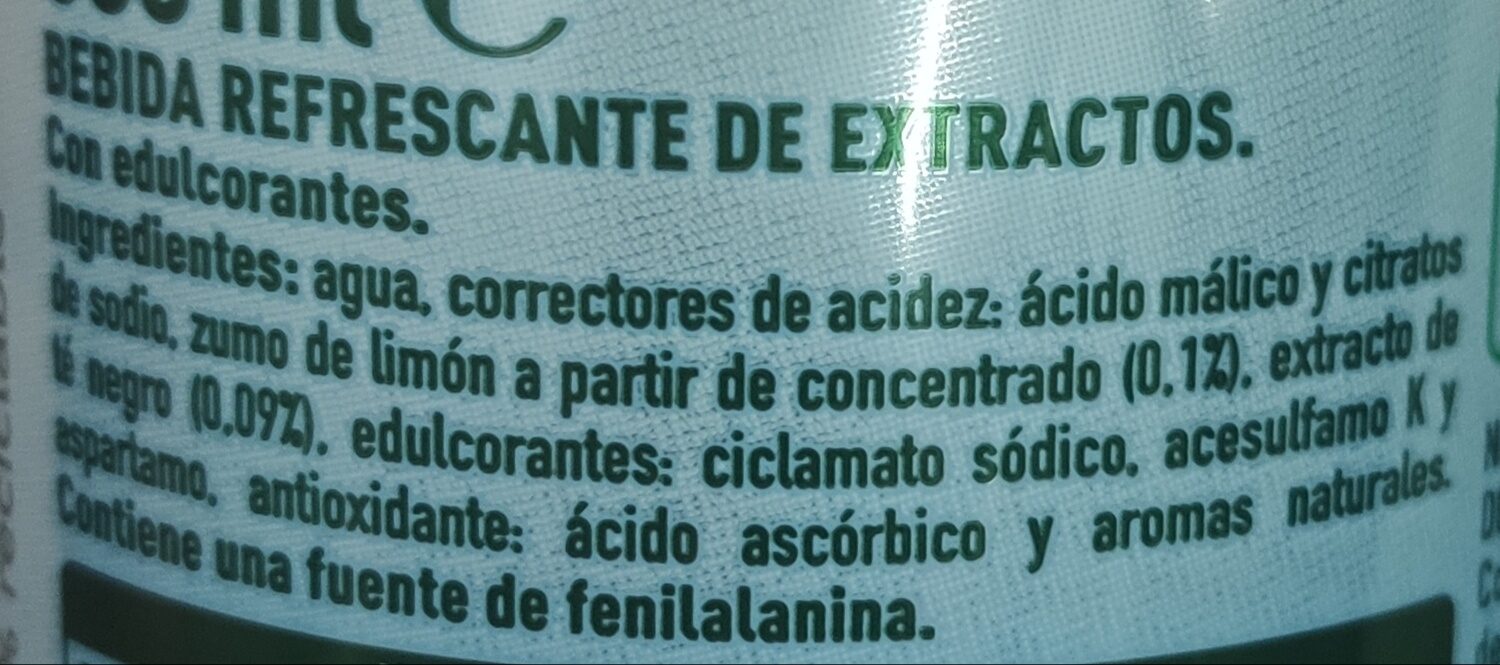 ml
BEBIDA REFRESCANTE DE EXTRACTOS.
Con edulcorantes.
Ingredientes: agua, correctores de acidez: ácido málico y citratos
de sodio, zumo de limón a partir de concentrado (0,1%), extracto de
té negro (0,09%), edulcorantes: ciclamato sódico, acesulfamo K y
aspartamo, antioxidante: ácido ascórbico y aromas naturales.
Contiene una fuente de fenilalanina.